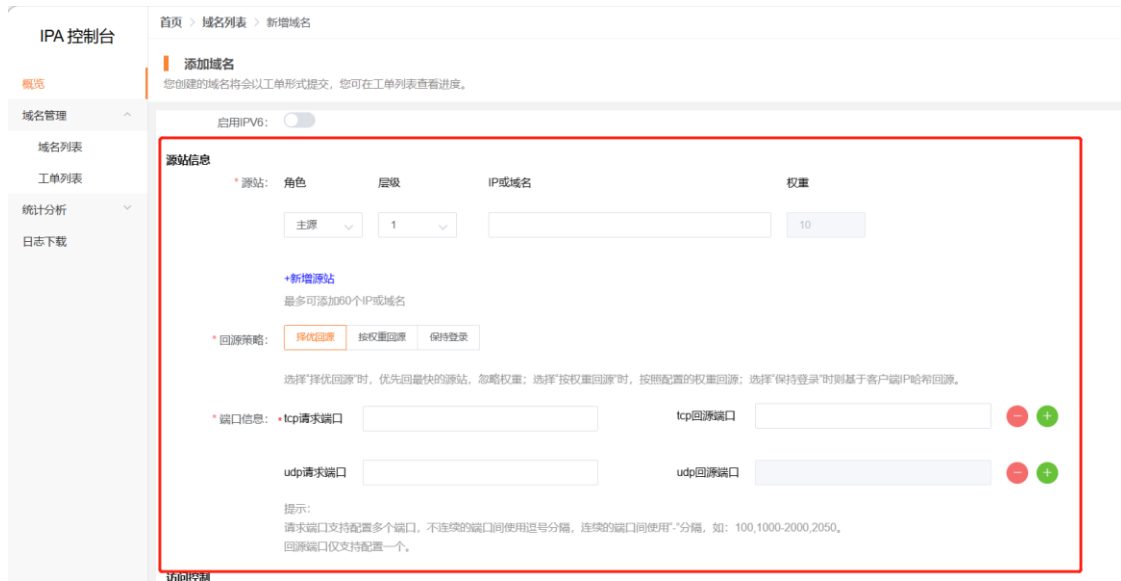 IPA 控制台
概览
域名管理
域名列表
工单列表
统计分析
日志下载
首页 > 域名列表 > 新增域名
添加域名
您创建的域名将会以工单形式提交，您可在工单列表查看进度。
启用IPV6：
源站信息
* 源站： 角色 层级 IP或域名 权重
主源 1 10
+新增源站
最多可添加60个IP或域名
* 回源策略： 择优回源 按权重回源 保持登录
选择"择优回源"时，优先回最快的源站，忽略权重；选择"按权重回源"时，按照配置的权重回源；选择"保持登录"时则基于客户端IP哈希回源。
* 端口信息： •tcp请求端口 tcp回源端口
udp请求端口 udp回源端口
提示：
请求端口支持配置多个端口，不连续的端口间使用逗号分隔，连续的端口间使用"-"分隔，如：100,1000-2000,2050。
回源端口仅支持配置一个。
访问控制